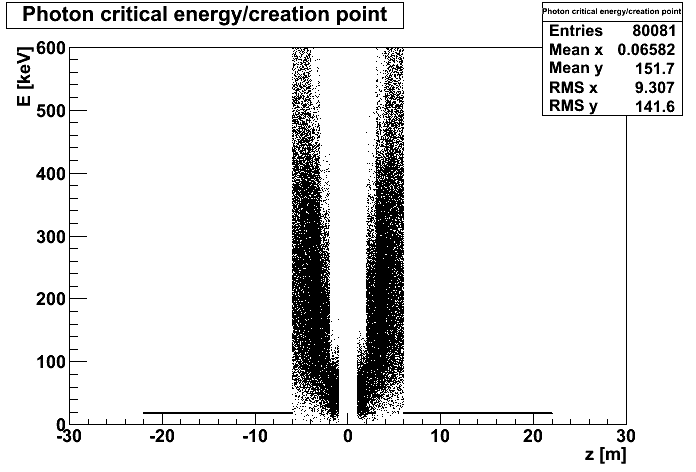 Photon critical energy/creation point
Photon critical energy/creation point
Entries 80081
Mean x 0.06582
Mean y 151.7
RMS x 9.307
RMS y 141.6
E [keV]
600
500
400
300
200
100
0
-30 -20 -10 0 10 20 30
z [m]